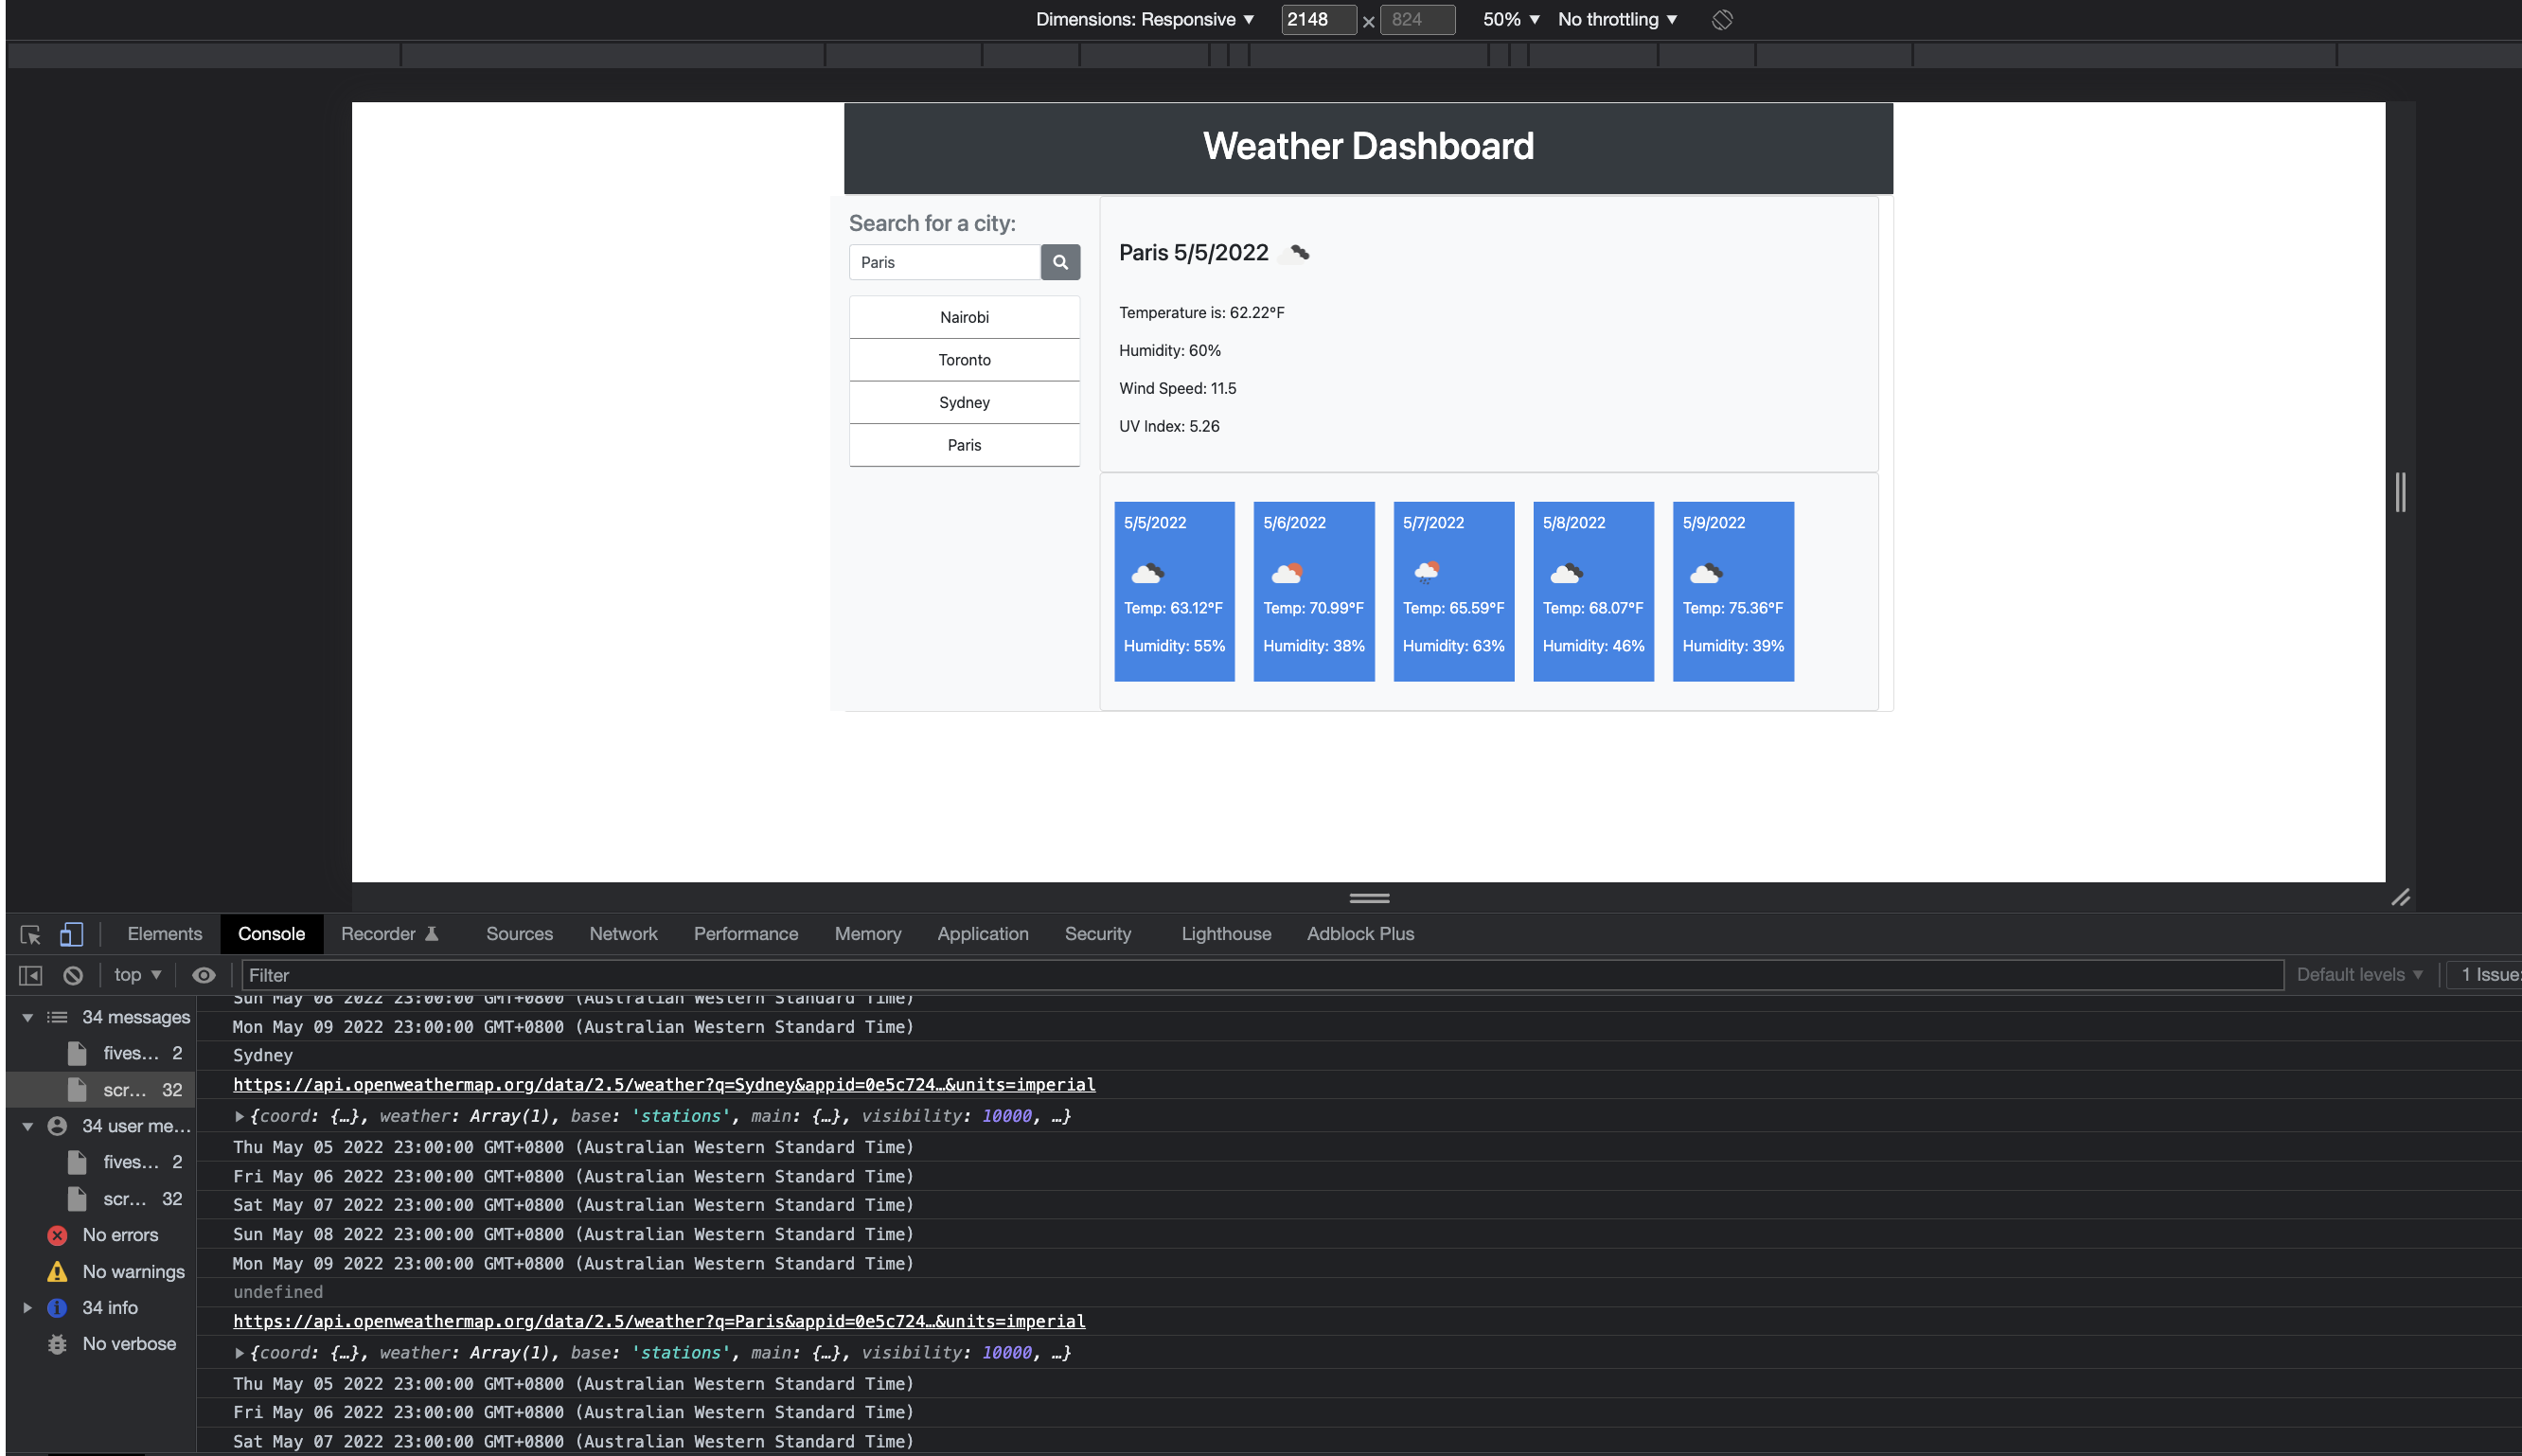 Dimensions: Responsive ▼ 2148 × 824 50% ▼ No throttling ▼
Weather Dashboard
Search for a city:
Paris
Nairobi
Toronto
Sydney
Paris
Paris 5/5/2022
Temperature is: 62.22°F
Humidity: 60%
Wind Speed: 11.5
UV Index: 5.26
5/5/2022
Temp: 63.12°F
Humidity: 55%
5/6/2022
Temp: 70.99°F
Humidity: 38%
5/7/2022
Temp: 65.59°F
Humidity: 63%
5/8/2022
Temp: 68.07°F
Humidity: 46%
5/9/2022
Temp: 75.36°F
Humidity: 39%
Elements Console Recorder Sources Network Performance Memory Application Security Lighthouse Adblock Plus
top ▼ Filter Default levels ▼ 1 Issue:
34 messages
fives... 2
scr... 32
34 user me...
fives... 2
scr... 32
No errors
No warnings
34 info
No verbose
Sun May 08 2022 23:00:00 GMT+0800 (Australian Western Standard Time)
Mon May 09 2022 23:00:00 GMT+0800 (Australian Western Standard Time)
Sydney
https://api.openweathermap.org/data/2.5/weather?q=Sydney&appid=0e5c724…&units=imperial
{coord: {…}, weather: Array(1), base: 'stations', main: {…}, visibility: 10000, …}
Thu May 05 2022 23:00:00 GMT+0800 (Australian Western Standard Time)
Fri May 06 2022 23:00:00 GMT+0800 (Australian Western Standard Time)
Sat May 07 2022 23:00:00 GMT+0800 (Australian Western Standard Time)
Sun May 08 2022 23:00:00 GMT+0800 (Australian Western Standard Time)
Mon May 09 2022 23:00:00 GMT+0800 (Australian Western Standard Time)
undefined
https://api.openweathermap.org/data/2.5/weather?q=Paris&appid=0e5c724…&units=imperial
{coord: {…}, weather: Array(1), base: 'stations', main: {…}, visibility: 10000, …}
Thu May 05 2022 23:00:00 GMT+0800 (Australian Western Standard Time)
Fri May 06 2022 23:00:00 GMT+0800 (Australian Western Standard Time)
Sat May 07 2022 23:00:00 GMT+0800 (Australian Western Standard Time)